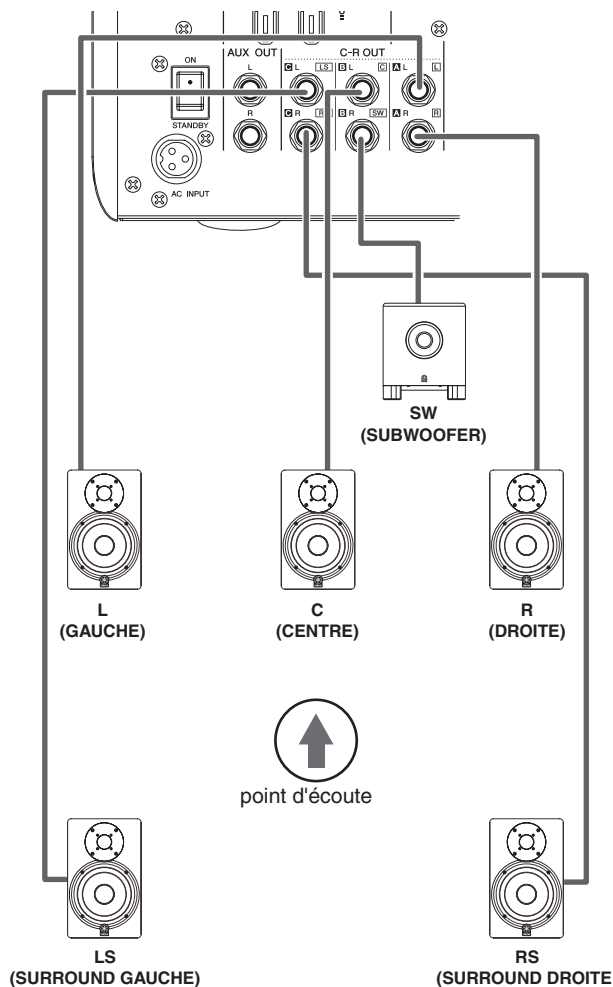 AUX OUT
C-R OUT
ON
STANDBY
AC INPUT
L
R
C L LS
B L C
A L L
C R R
B R SW
A R R
SW
(SUBWOOFER)
L
(GAUCHE)
C
(CENTRE)
R
(DROITE)
point d'écoute
LS
(SURROUND GAUCHE)
RS
(SURROUND DROITE